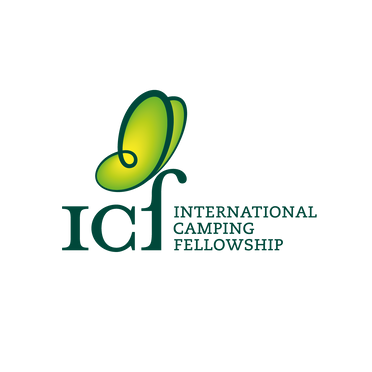 ICf
INTERNATIONAL
CAMPING
FELLOWSHIP